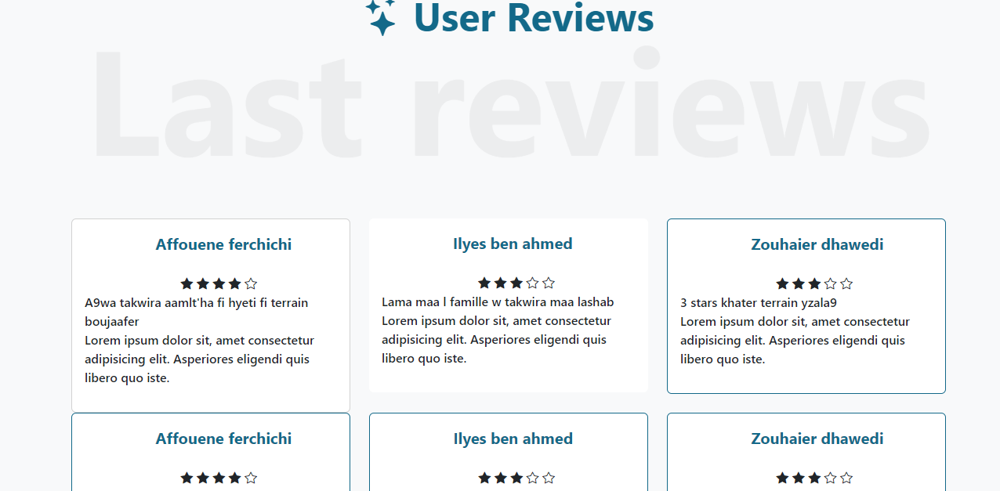 User Reviews
Last reviews
Affouene ferchichi
A9wa takwira aamlt'ha fi hyeti fi terrain
boujaafer
Lorem ipsum dolor sit, amet consectetur
adipisicing elit. Asperiores eligendi quis
libero quo iste.
Ilyes ben ahmed
Lama maa l famille w takwira maa lashab
Lorem ipsum dolor sit, amet consectetur
adipisicing elit. Asperiores eligendi quis
libero quo iste.
Zouhaier dhawedi
3 stars khater terrain yzala9
Lorem ipsum dolor sit, amet consectetur
adipisicing elit. Asperiores eligendi quis
libero quo iste.
Affouene ferchichi
Ilyes ben ahmed
Zouhaier dhawedi